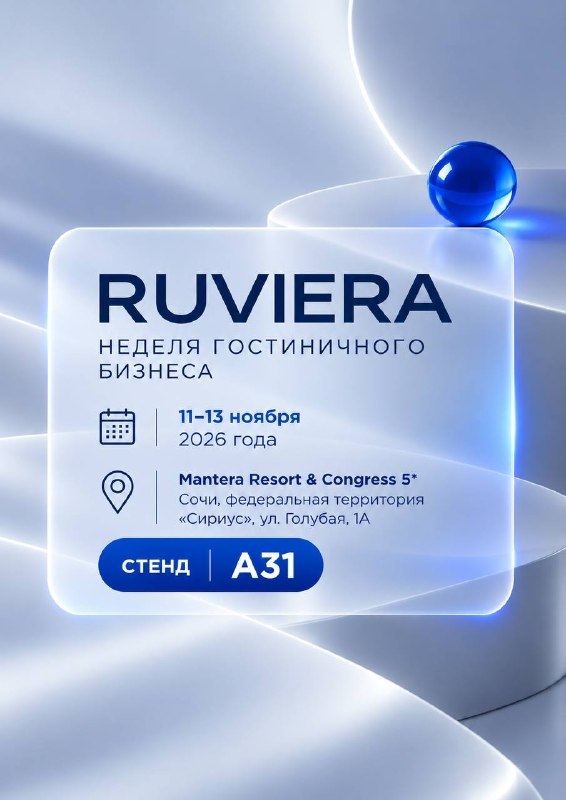 RUVIERA
НЕДЕЛЯ ГОСТИНИЧНОГО
БИЗНЕСА
11–13 ноября
2026 года
Mantera Resort & Congress 5*
Сочи, федеральная территория
«Сириус», ул. Голубая, 1А
СТЕНД | А31